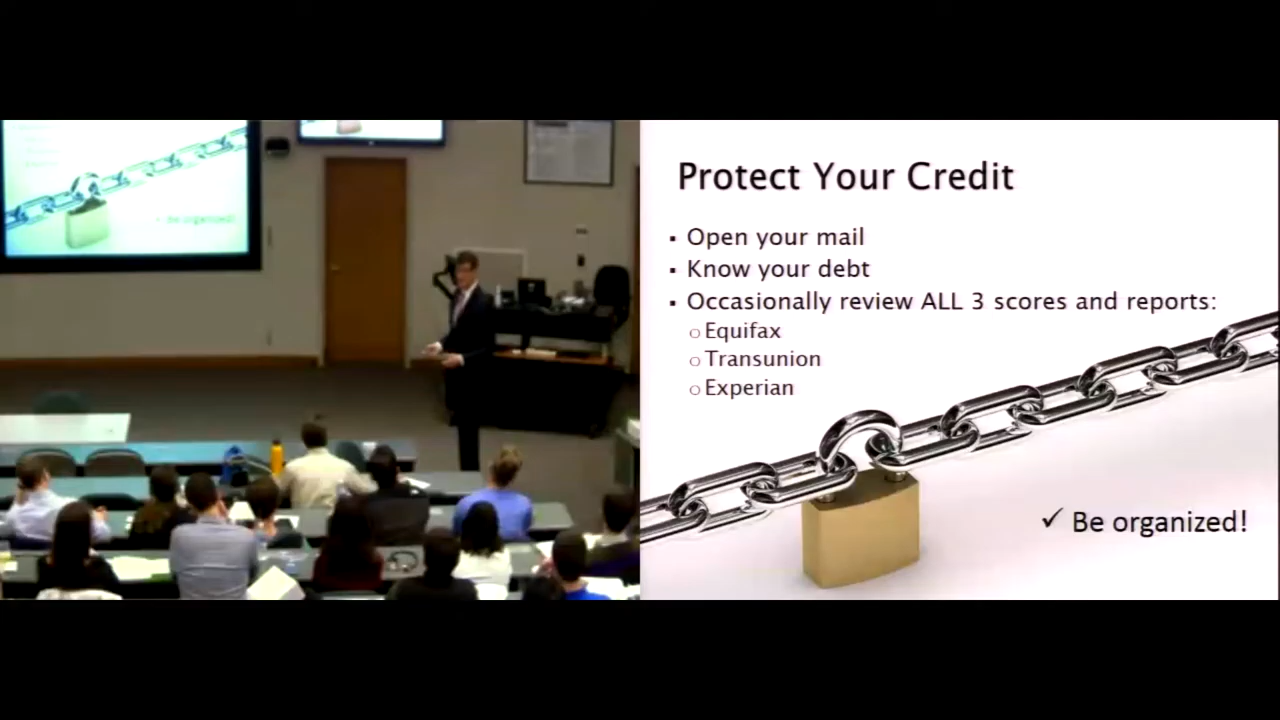 Protect Your Credit
▪ Open your mail
▪ Know your debt
▪ Occasionally review ALL 3 scores and reports:
○ Equifax
○ Transunion
○ Experian
✓ Be organized!